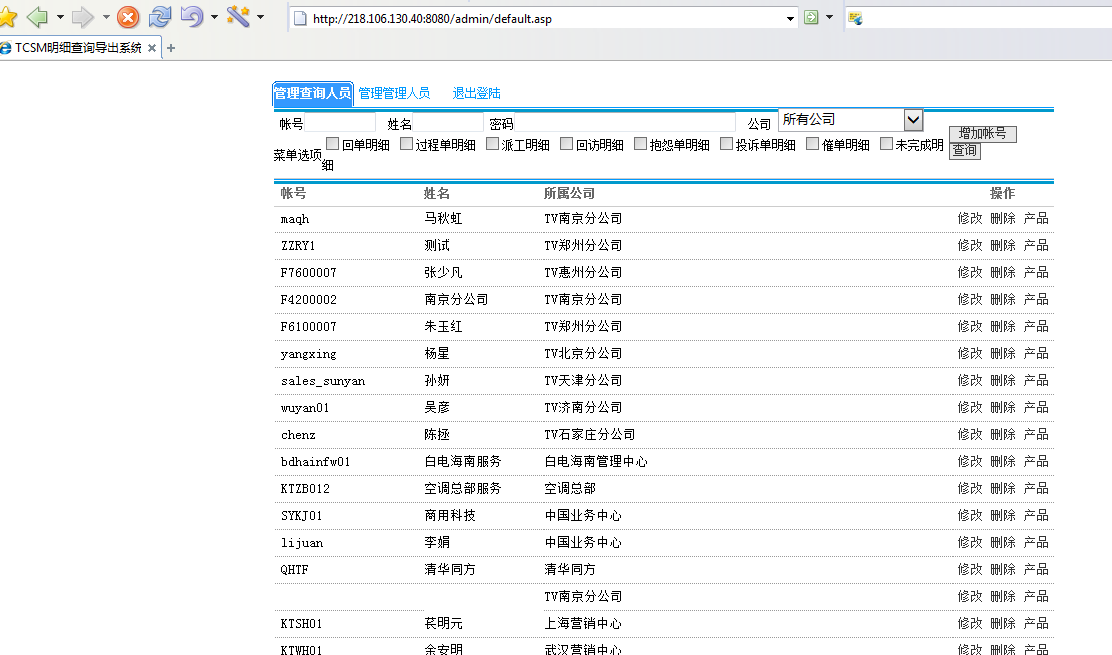 http://218.106.130.40:8080/admin/default.asp
TCSM明细查询导出系统
管理查询人员 管理管理人员 退出登陆
帐号 姓名 密码 公司 所有公司 增加帐号
菜单选项 回单明细 过程单明细 派工明细 回访明细 抱怨单明细 投诉单明细 催单明细 未完成明 查询
细
帐号 姓名 所属公司 操作
maqh 马秋虹 TV南京分公司 修改 删除 产品
ZZRY1 测试 TV郑州分公司 修改 删除 产品
F7600007 张少凡 TV惠州分公司 修改 删除 产品
F4200002 南京分公司 TV南京分公司 修改 删除 产品
F6100007 朱玉红 TV郑州分公司 修改 删除 产品
yangxing 杨星 TV北京分公司 修改 删除 产品
sales_sunyan 孙妍 TV天津分公司 修改 删除 产品
wuyan01 吴彦 TV济南分公司 修改 删除 产品
chenz 陈拯 TV石家庄分公司 修改 删除 产品
bdhainfw01 白电海南服务 白电海南管理中心 修改 删除 产品
KTZB012 空调总部服务 空调总部 修改 删除 产品
SYKJ01 商用科技 中国业务中心 修改 删除 产品
lijuan 李娟 中国业务中心 修改 删除 产品
QHTF 清华同方 清华同方 修改 删除 产品
TV南京分公司 修改 删除 产品
KTSH01 苌明元 上海营销中心 修改 删除 产品
KTWH01 余安明 武汉营销中心 修改 删除 产品